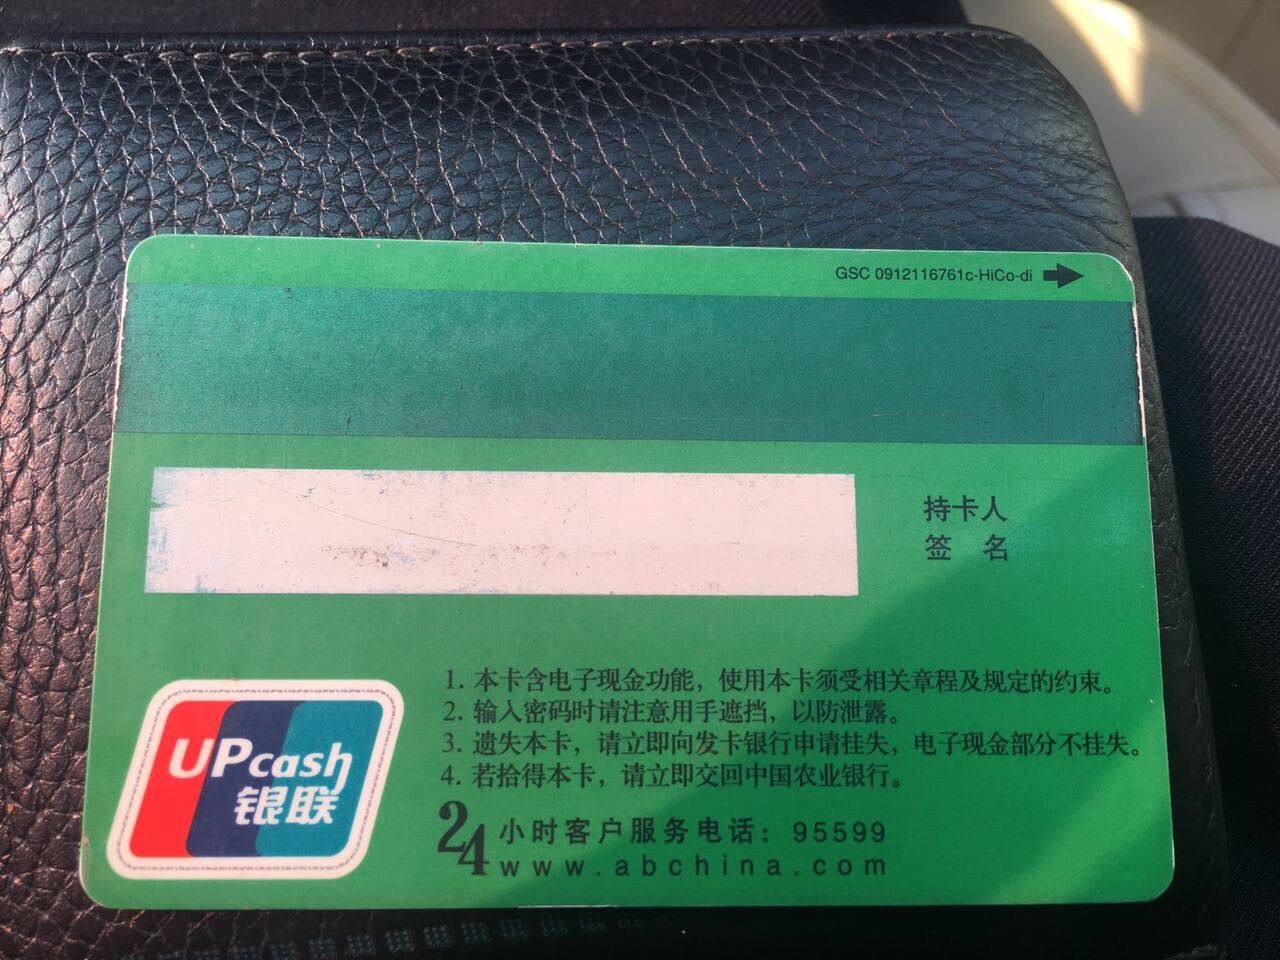 GSC 0912116761c-HiCo-di
持卡人
签 名
1. 本卡含电子现金功能，使用本卡须受相关章程及规定的约束。
2. 输入密码时请注意用手遮挡，以防泄露。
3. 遗失本卡，请立即向发卡银行申请挂失，电子现金部分不挂失。
4. 若拾得本卡，请立即交回中国农业银行。
UPcash
银联
24小时客户服务电话：95599
www.abchina.com